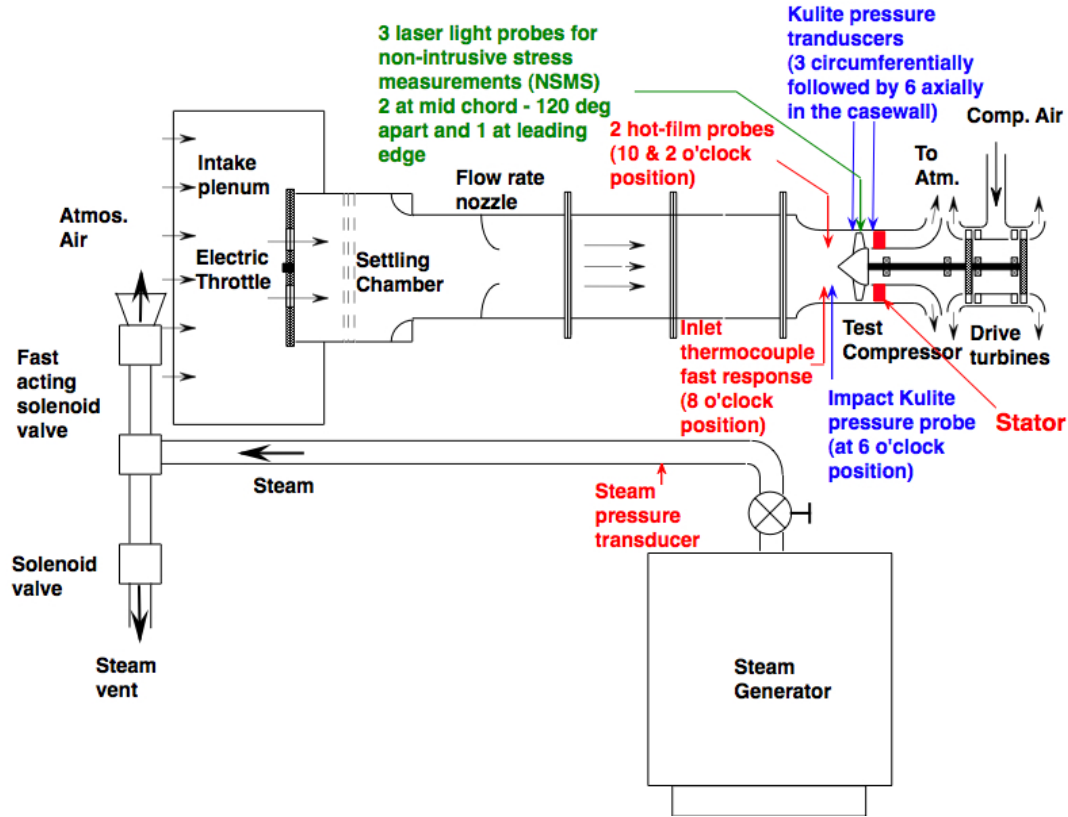 3 laser light probes for
non-intrusive stress
measurements (NSMS)
2 at mid chord - 120 deg
apart and 1 at leading
edge
Kulite pressure
tranduscers
(3 circumferentially
followed by 6 axially
in the casewall)
Comp. Air
2 hot-film probes
(10 & 2 o'clock
position)
To
Atm.
Intake
plenum
Flow rate
nozzle
Atmos.
Air
Electric
Throttle
Settling
Chamber
Inlet
thermocouple
fast response
(8 o'clock
position)
Test
Compressor
Drive
turbines
Fast
acting
solenoid
valve
Impact Kulite
pressure probe
(at 6 o'clock
position)
Stator
Steam
Steam
pressure
transducer
Solenoid
valve
Steam
vent
Steam
Generator